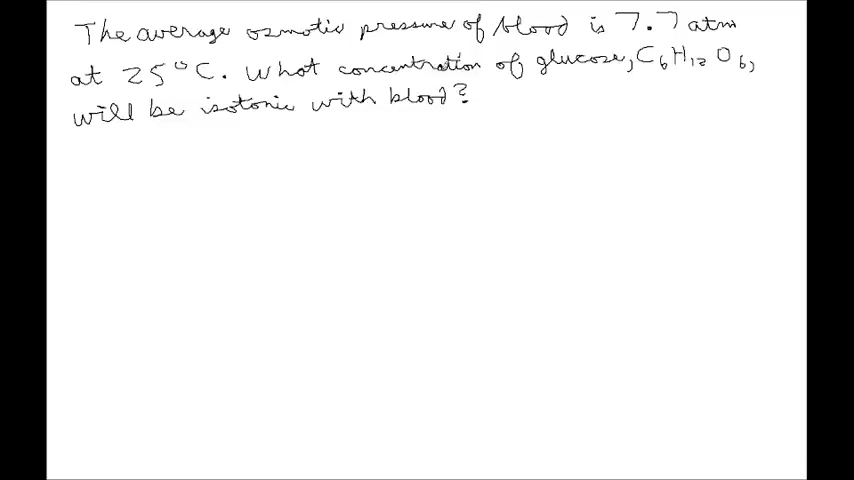 The average osmotic pressure of blood is 7.7 atm
at 25°C. What concentration of glucose, C₆H₁₂O₆,
will be isotonic with blood?